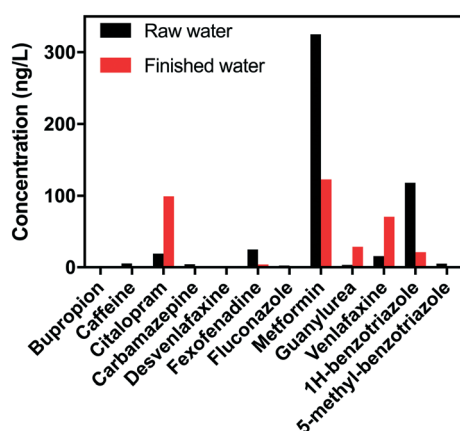 Raw water
Finished water
Concentration (ng/L)
300
200
100
0
Bupropion
Caffeine
Citalopram
Carbamazepine
Desvenlafaxine
Fexofenadine
Fluconazole
Metformin
Guanylurea
Venlafaxine
1H-benzotriazole
5-methyl-benzotriazole